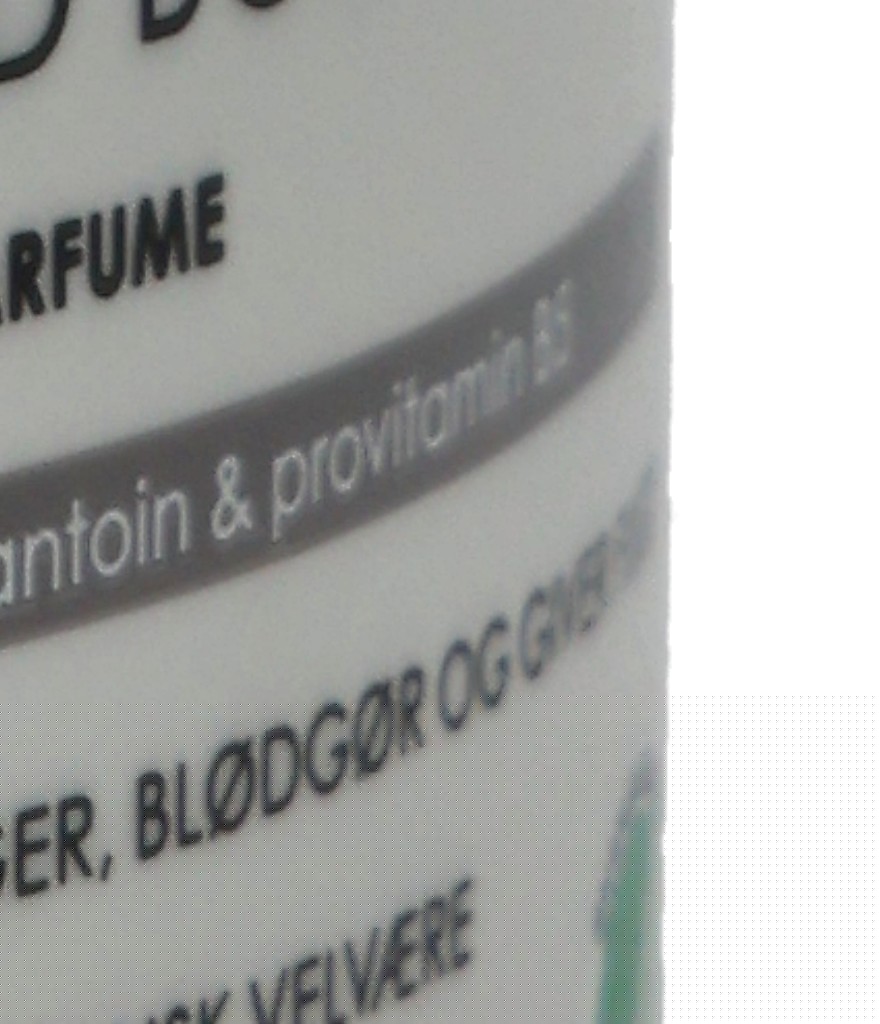 ARFUME
antoin & provitamin B5
GER, BLØDGØR OG GIVER
VELVÆRE